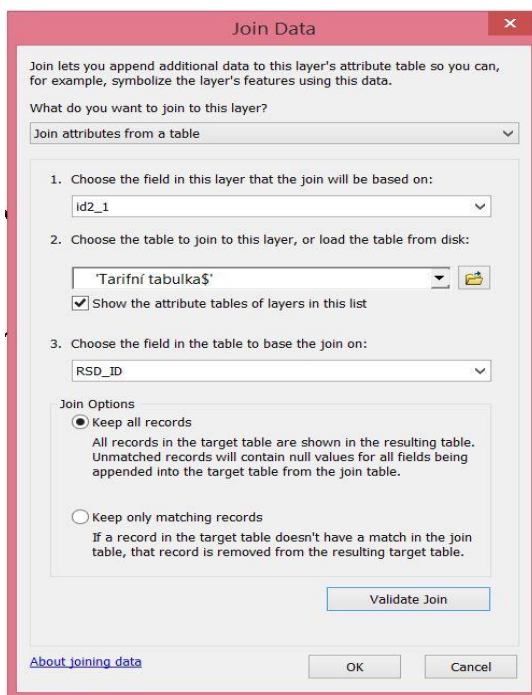 Join Data
×
Join lets you append additional data to this layer's attribute table so you can,
for example, symbolize the layer's features using this data.
What do you want to join to this layer?
Join attributes from a table
1. Choose the field in this layer that the join will be based on:
id2_1
2. Choose the table to join to this layer, or load the table from disk:
'Tarifní tabulka$'
Show the attribute tables of layers in this list
3. Choose the field in the table to base the join on:
RSD_ID
Join Options
Keep all records
All records in the target table are shown in the resulting table.
Unmatched records will contain null values for all fields being
appended into the target table from the join table.
Keep only matching records
If a record in the target table doesn't have a match in the join
table, that record is removed from the resulting target table.
Validate Join
About joining data
OK
Cancel